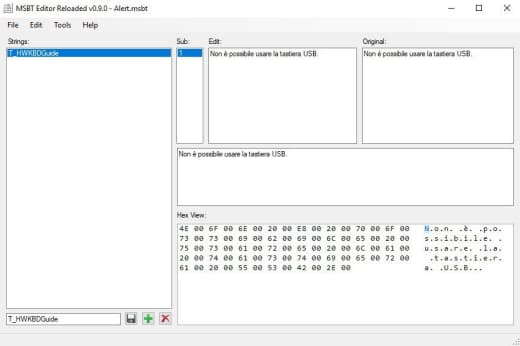 MSBT Editor Reloaded v0.9.0 - Alert.msbt
File Edit Tools Help
Strings: Sub: Edit: Original:
T_HWKBDGuide 1 Non è possibile usare la tastiera USB. Non è possibile usare la tastiera USB.
Non è possibile usare la tastiera USB.
Hex View:
4E 00 6F 00 6E 00 20 00 E8 00 20 00 70 00 6F 00 N.o.n. .è. .p.o.
73 00 73 00 69 00 62 00 69 00 6C 00 65 00 20 00 s.s.i.b.i.l.e. .
75 00 73 00 61 00 72 00 65 00 20 00 6C 00 61 00 u.s.a.r.e. .l.a.
20 00 74 00 61 00 73 00 74 00 69 00 65 00 72 00 .t.a.s.t.i.e.r.
61 00 20 00 55 00 53 00 42 00 2E 00 a. .U.S.B...
T_HWKBDGuide